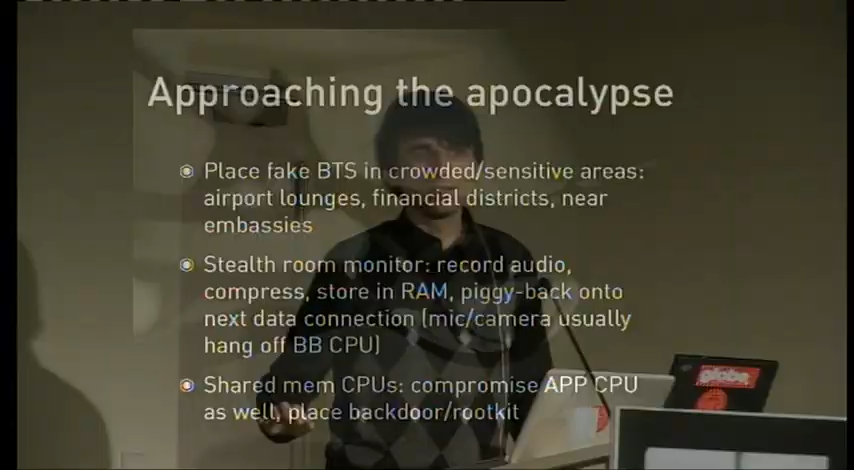 Approaching the apocalypse
Place fake BTS in crowded/sensitive areas:
airport lounges, financial districts, near
embassies
Stealth room monitor: record audio,
compress, store in RAM, piggy-back onto
next data connection (mic/camera usually
hang off BB CPU)
Shared mem CPUs: compromise APP CPU
as well, place backdoor/rootkit